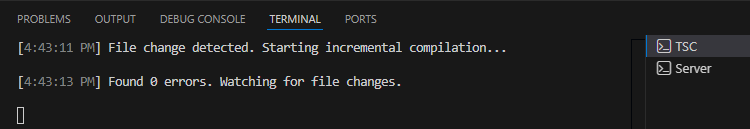 PROBLEMS OUTPUT DEBUG CONSOLE TERMINAL PORTS
[4:43:11 PM] File change detected. Starting incremental compilation...
[4:43:13 PM] Found 0 errors. Watching for file changes.
TSC
Server